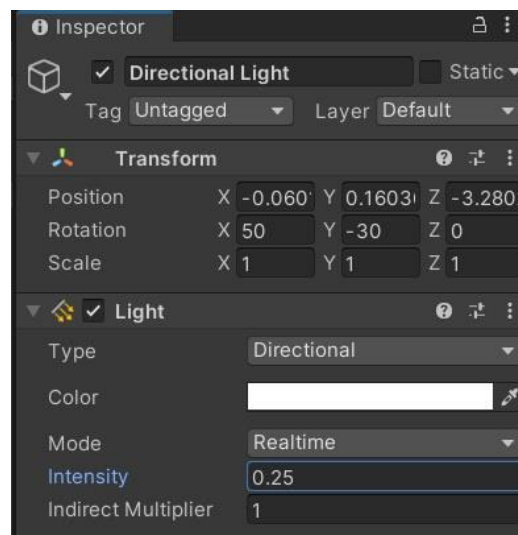 Inspector
Directional Light Static
Tag Untagged Layer Default
Transform
Position X -0.060 Y 0.1603 Z -3.280
Rotation X 50 Y -30 Z 0
Scale X 1 Y 1 Z 1
Light
Type Directional
Color
Mode Realtime
Intensity 0.25
Indirect Multiplier 1